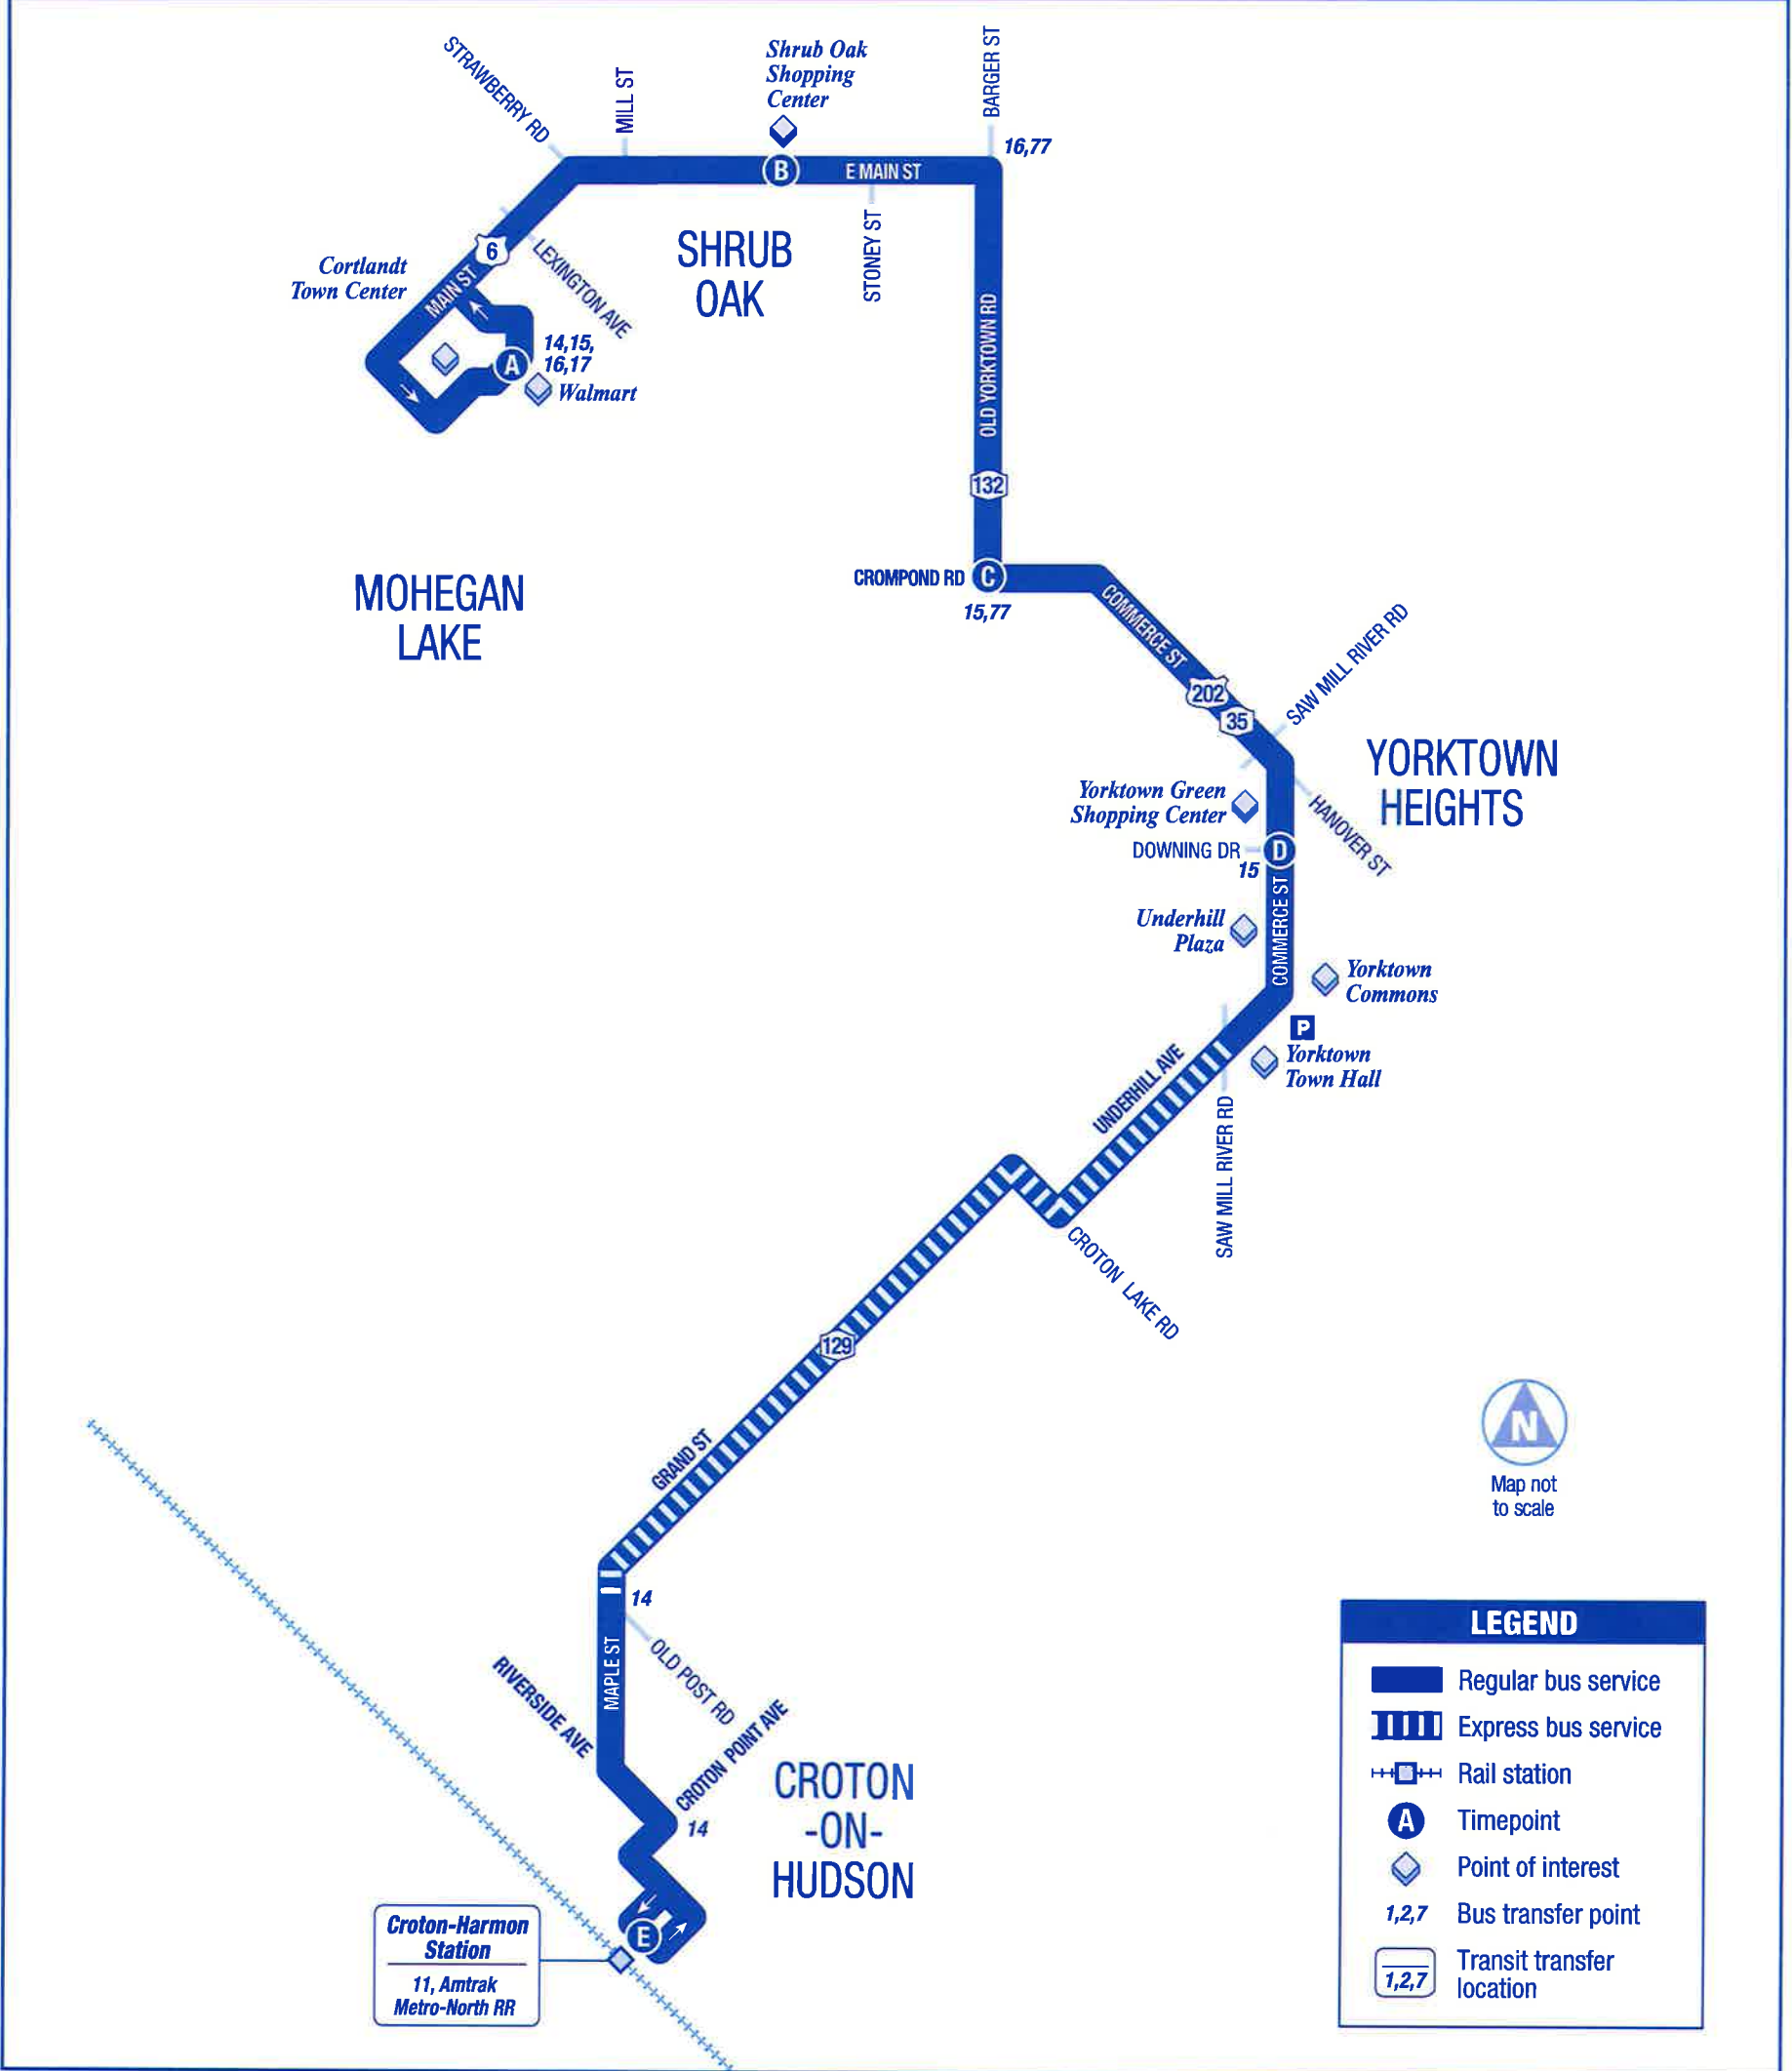 STRAWBERRY RD
MILL ST
Shrub Oak
Shopping
Center
BARGER ST
16,77
B
E MAIN ST
STONEY ST
SHRUB
OAK
6
LEXINGTON AVE
Cortlandt
Town Center
MAIN ST
14,15,
16,17
A
Walmart
OLD YORKTOWN RD
132
MOHEGAN
LAKE
CROMPOND RD
C
15,77
COMMERCE ST
202
35
SAW MILL RIVER RD
YORKTOWN
HEIGHTS
Yorktown Green
Shopping Center
HANOVER ST
DOWNING DR
D
15
COMMERCE ST
Underhill
Plaza
Yorktown
Commons
P
Yorktown
Town Hall
UNDERHILL AVE
SAW MILL RIVER RD
CROTON LAKE RD
129
GRAND ST
N
Map not
to scale
14
MAPLE ST
OLD POST RD
RIVERSIDE AVE
CROTON POINT AVE
14
CROTON
-ON-
HUDSON
E
Croton-Harmon
Station
11, Amtrak
Metro-North RR
LEGEND
Regular bus service
Express bus service
Rail station
A Timepoint
Point of interest
1,2,7 Bus transfer point
1,2,7 Transit transfer
location